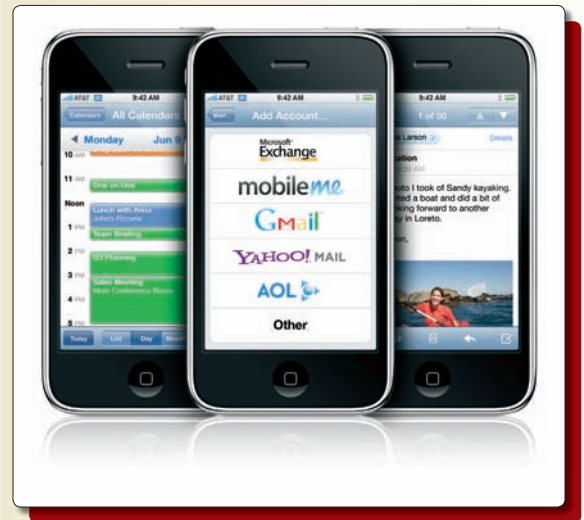 AT&T 9:42 AM
Calendars All Calendars
Monday Jun 9
10 AM
11 AM
One on One
Noon
Lunch with Anna
John's Pizzeria
1 PM
Team Briefing
2 PM
Q3 Planning
3 PM
Sales Meeting
Main Conference Room
4 PM
5 PM
Today List Day
AT&T 9:42 AM
Mail... Add Account...
Microsoft
Exchange
mobileme
GMail
YAHOO! MAIL
AOL
Other
9:42 AM
1 of 50
Larson Details
AM
I took of Sandy kayaking.
a boat and did a bit of
forward to another
in Loreto.